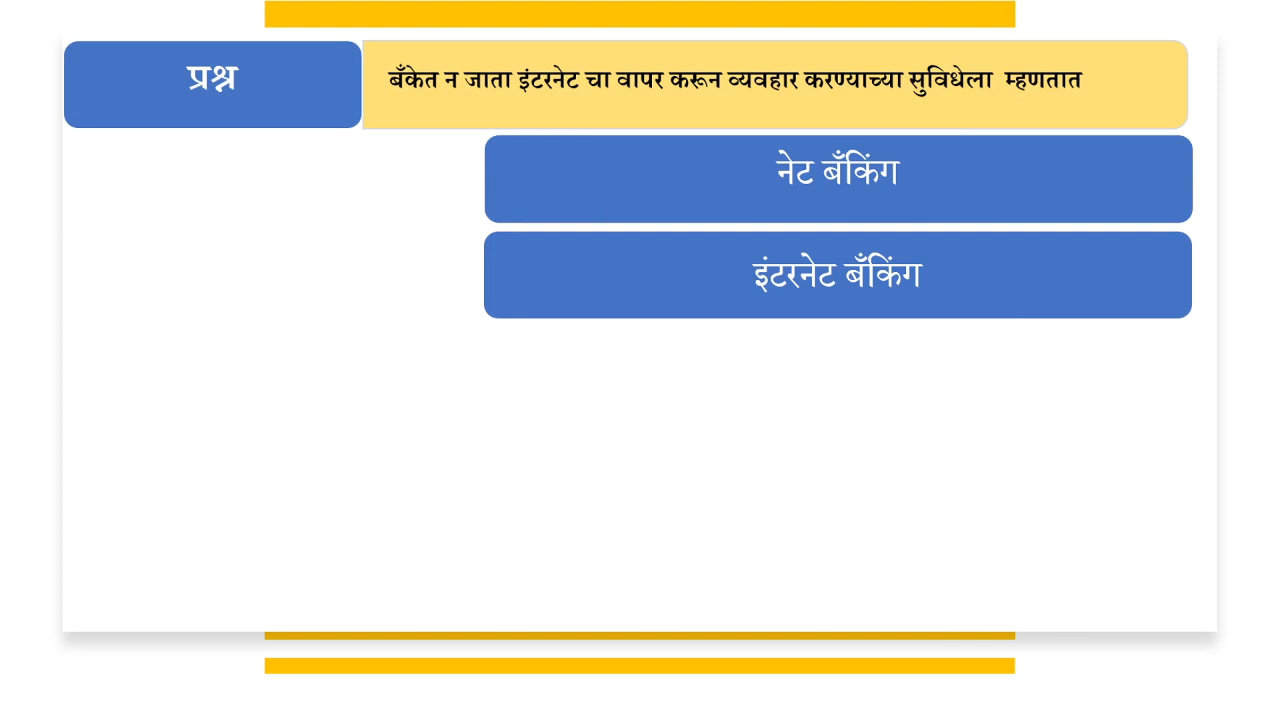 प्रश्न
बँकेत न जाता इंटरनेट चा वापर करून व्यवहार करण्याच्या सुविधेला म्हणतात
नेट बँकिंग
इंटरनेट बँकिंग